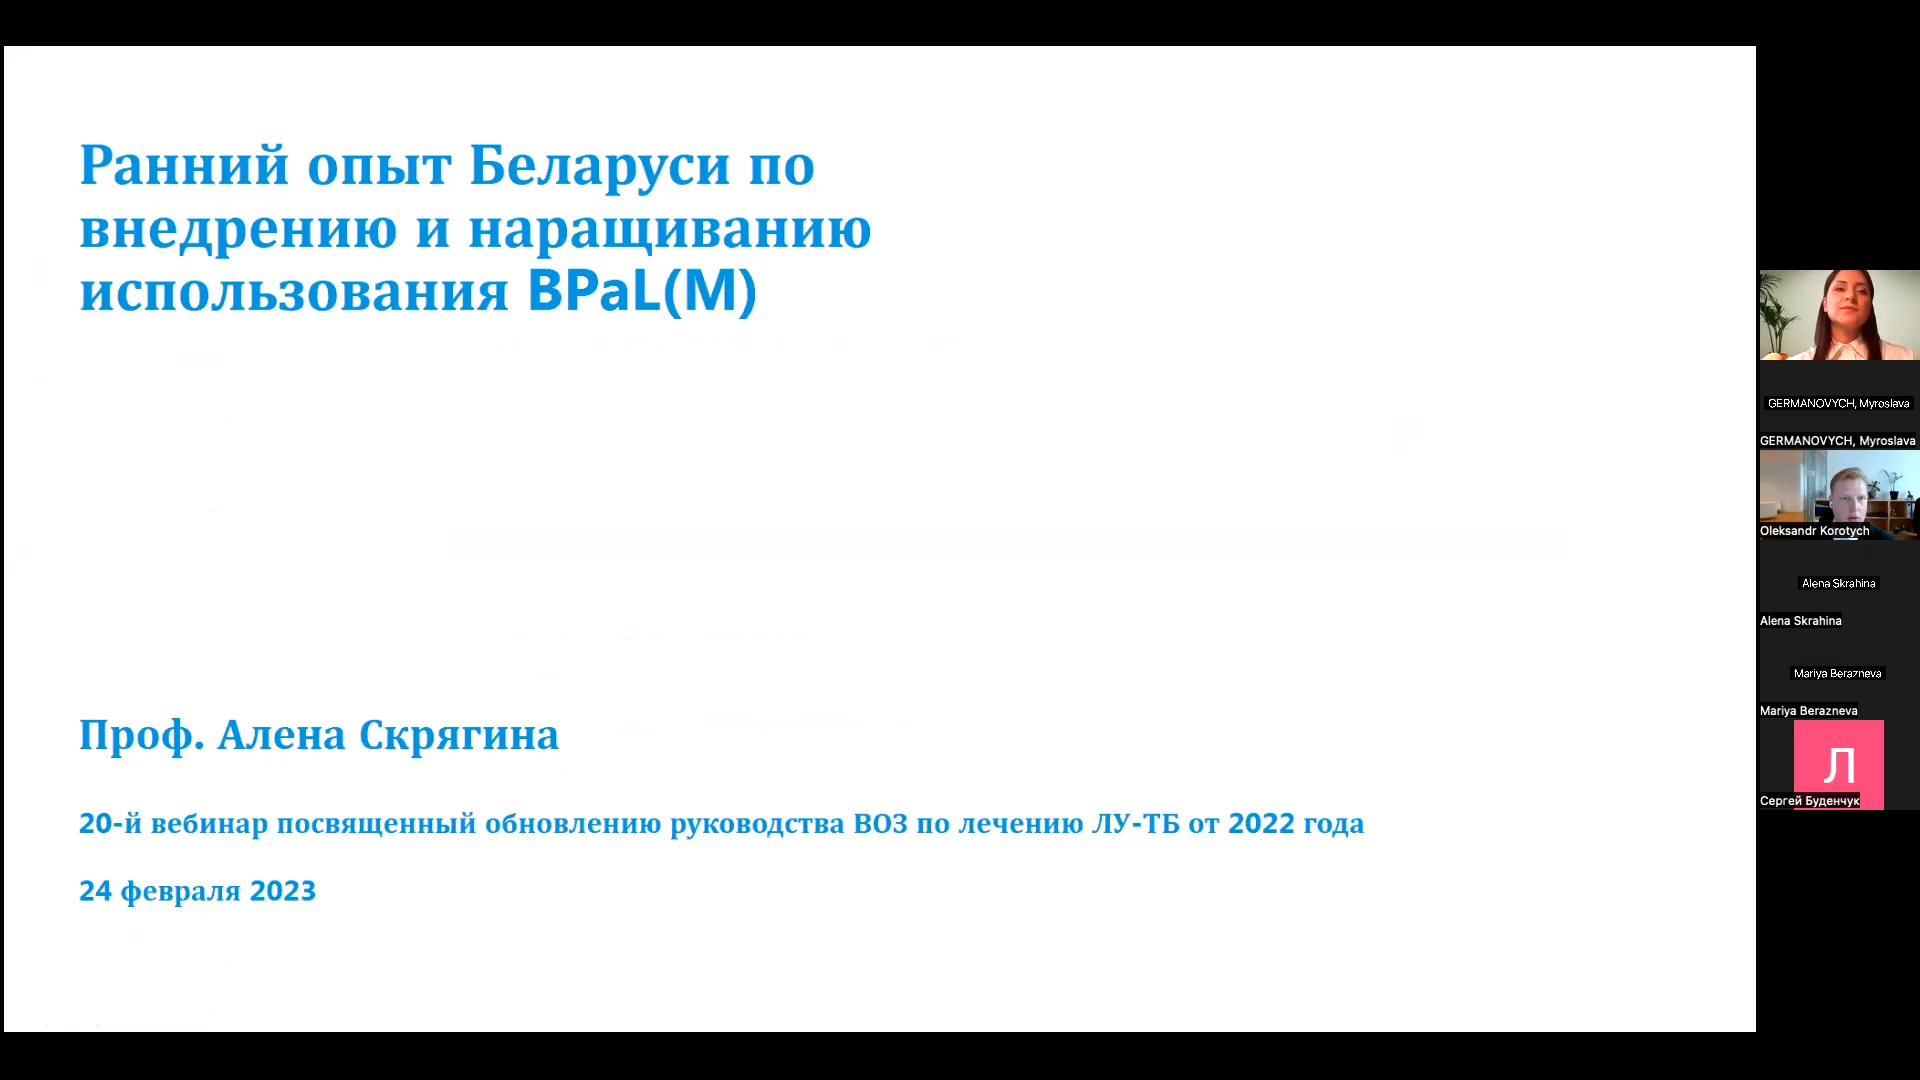 Ранний опыт Беларуси по
внедрению и наращиванию
использования BPaL(M)
Проф. Алена Скрягина
20-й вебинар посвященный обновлению руководства ВОЗ по лечению ЛУ-ТБ от 2022 года
24 февраля 2023
GERMANOVYCH, Myroslava
GERMANOVYCH, Myroslava
Oleksandr Korotych
Alena Skrahina
Alena Skrahina
Mariya Berazneva
Mariya Berazneva
Л
Сергей Буденчук